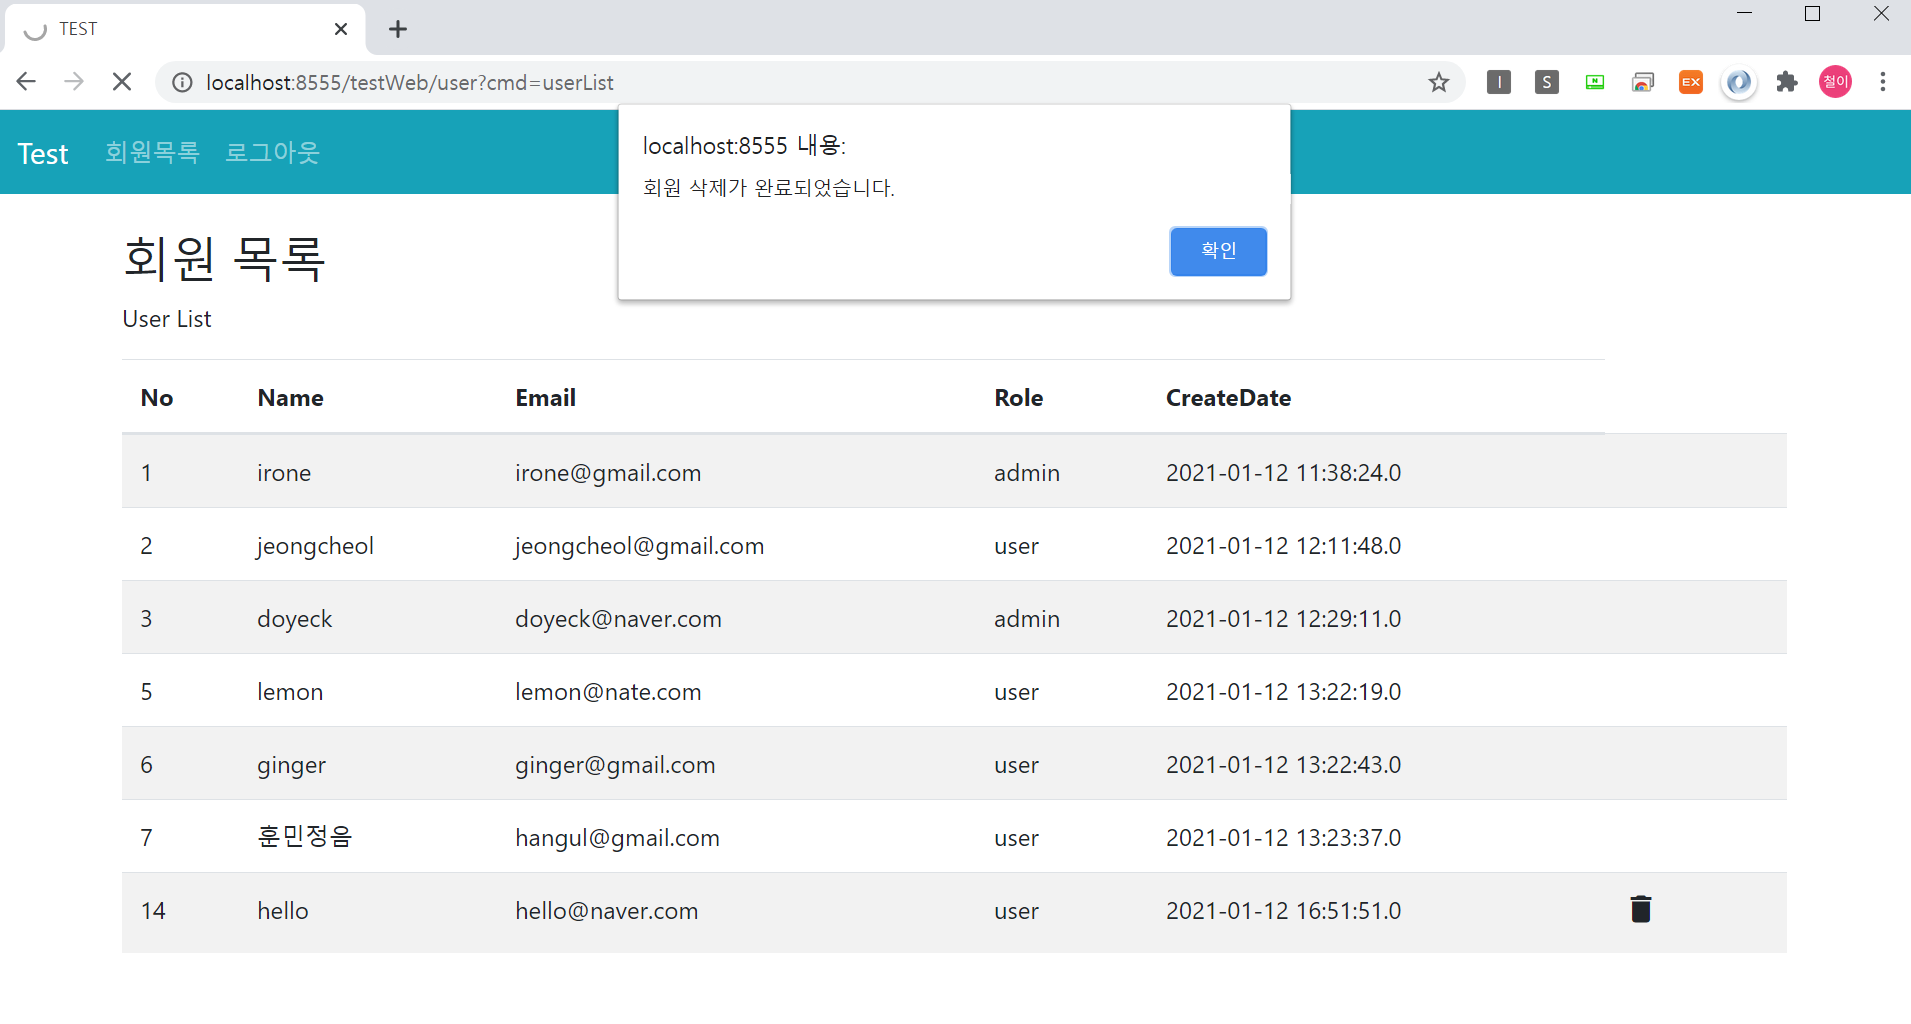 TEST
localhost:8555/testWeb/user?cmd=userList
I
S
N
EX
철이
Test 회원목록 로그아웃
localhost:8555 내용:
회원 삭제가 완료되었습니다.
확인
회원 목록
User List
No Name Email Role CreateDate
1 irone irone@gmail.com admin 2021-01-12 11:38:24.0
2 jeongcheol jeongcheol@gmail.com user 2021-01-12 12:11:48.0
3 doyeck doyeck@naver.com admin 2021-01-12 12:29:11.0
5 lemon lemon@nate.com user 2021-01-12 13:22:19.0
6 ginger ginger@gmail.com user 2021-01-12 13:22:43.0
7 훈민정음 hangul@gmail.com user 2021-01-12 13:23:37.0
14 hello hello@naver.com user 2021-01-12 16:51:51.0